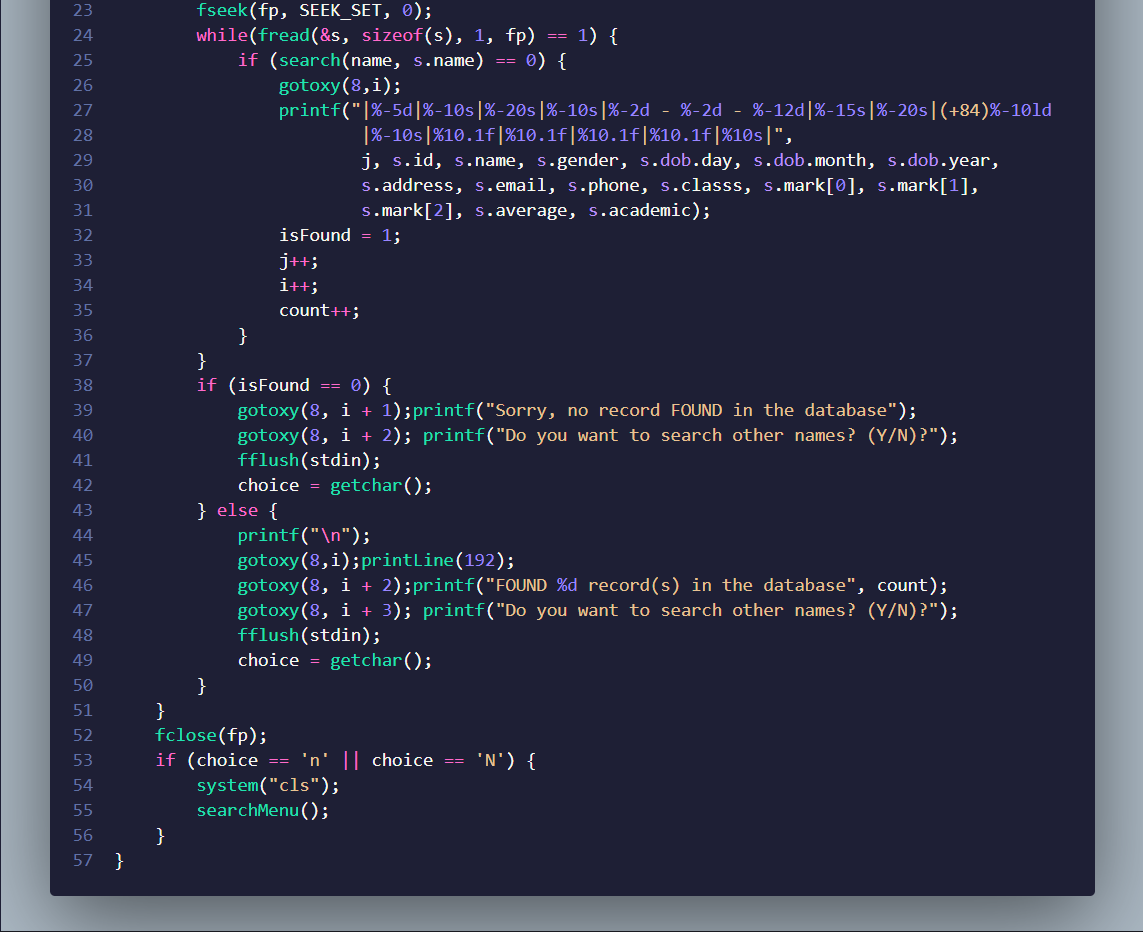 23 fseek(fp, SEEK_SET, 0);
24 while(fread(&s, sizeof(s), 1, fp) == 1) {
25 if (search(name, s.name) == 0) {
26 gotoxy(8,i);
27 printf("|%-5d|%-10s|%-20s|%-10s|%-2d - %-2d - %-12d|%-15s|%-20s|(+84)%-10ld
28 |%-10s|%10.1f|%10.1f|%10.1f|%10.1f|%10s|",
29 j, s.id, s.name, s.gender, s.dob.day, s.dob.month, s.dob.year,
30 s.address, s.email, s.phone, s.classs, s.mark[0], s.mark[1],
31 s.mark[2], s.average, s.academic);
32 isFound = 1;
33 j++;
34 i++;
35 count++;
36 }
37 }
38 if (isFound == 0) {
39 gotoxy(8, i + 1);printf("Sorry, no record FOUND in the database");
40 gotoxy(8, i + 2); printf("Do you want to search other names? (Y/N)?");
41 fflush(stdin);
42 choice = getchar();
43 } else {
44 printf("\n");
45 gotoxy(8,i);printLine(192);
46 gotoxy(8, i + 2);printf("FOUND %d record(s) in the database", count);
47 gotoxy(8, i + 3); printf("Do you want to search other names? (Y/N)?");
48 fflush(stdin);
49 choice = getchar();
50 }
51 }
52 fclose(fp);
53 if (choice == 'n' || choice == 'N') {
54 system("cls");
55 searchMenu();
56 }
57 }